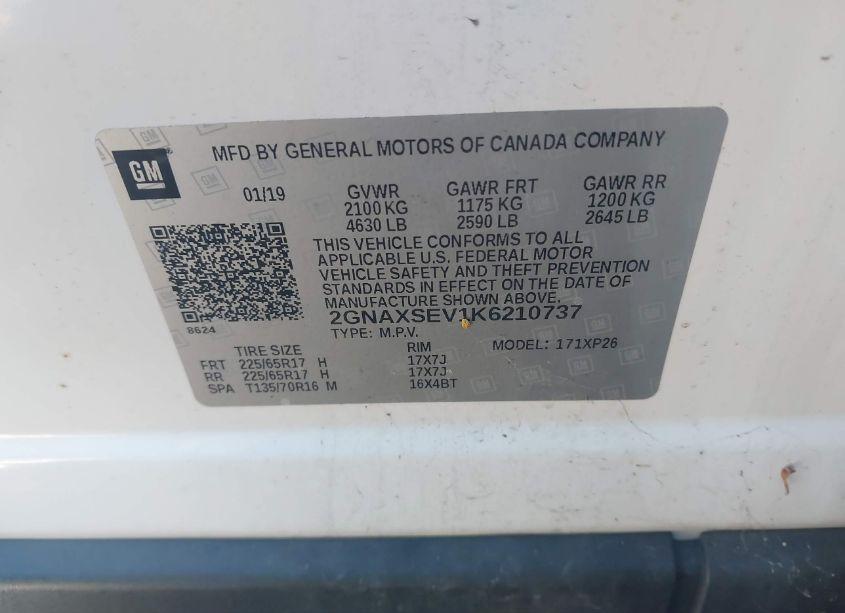 GM
MFD BY GENERAL MOTORS OF CANADA COMPANY
01/19
GVWR
2100 KG
4630 LB
GAWR FRT
1175 KG
2590 LB
GAWR RR
1200 KG
2645 LB
THIS VEHICLE CONFORMS TO ALL
APPLICABLE U.S. FEDERAL MOTOR
VEHICLE SAFETY AND THEFT PREVENTION
STANDARDS IN EFFECT ON THE DATE OF
MANUFACTURE SHOWN ABOVE.
8624
2GNAXSEV1K6210737
TYPE: M.P.V.
MODEL: 171XP26
TIRE SIZE RIM
FRT 225/65R17 H 17X7J
RR 225/65R17 H 17X7J
SPA T135/70R16 M 16X4BT